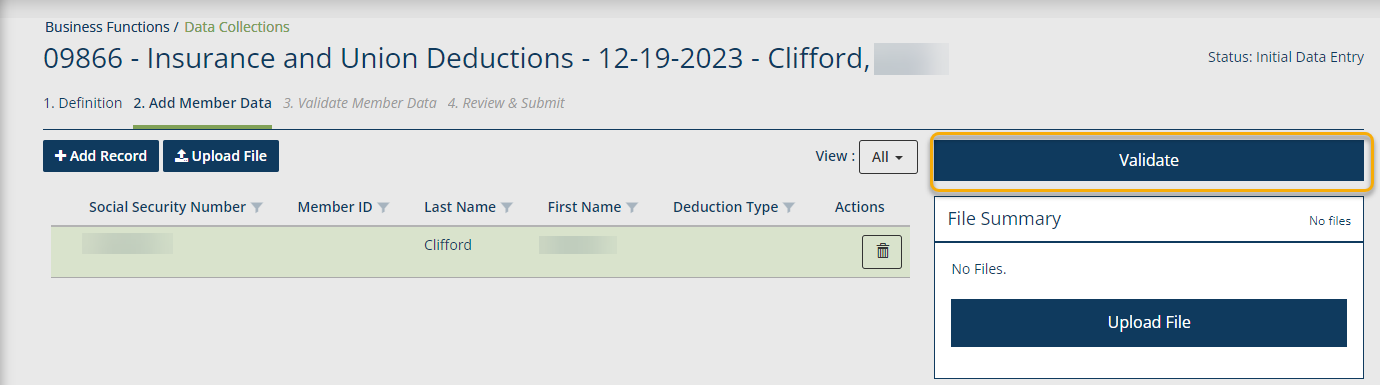 Business Functions / Data Collections
09866 - Insurance and Union Deductions - 12-19-2023 - Clifford,
Status: Initial Data Entry
1. Definition 2. Add Member Data 3. Validate Member Data 4. Review & Submit
Add Record Upload File View : All
Validate
Social Security Number Member ID Last Name First Name Deduction Type Actions
Clifford
File Summary No files
No Files.
Upload File